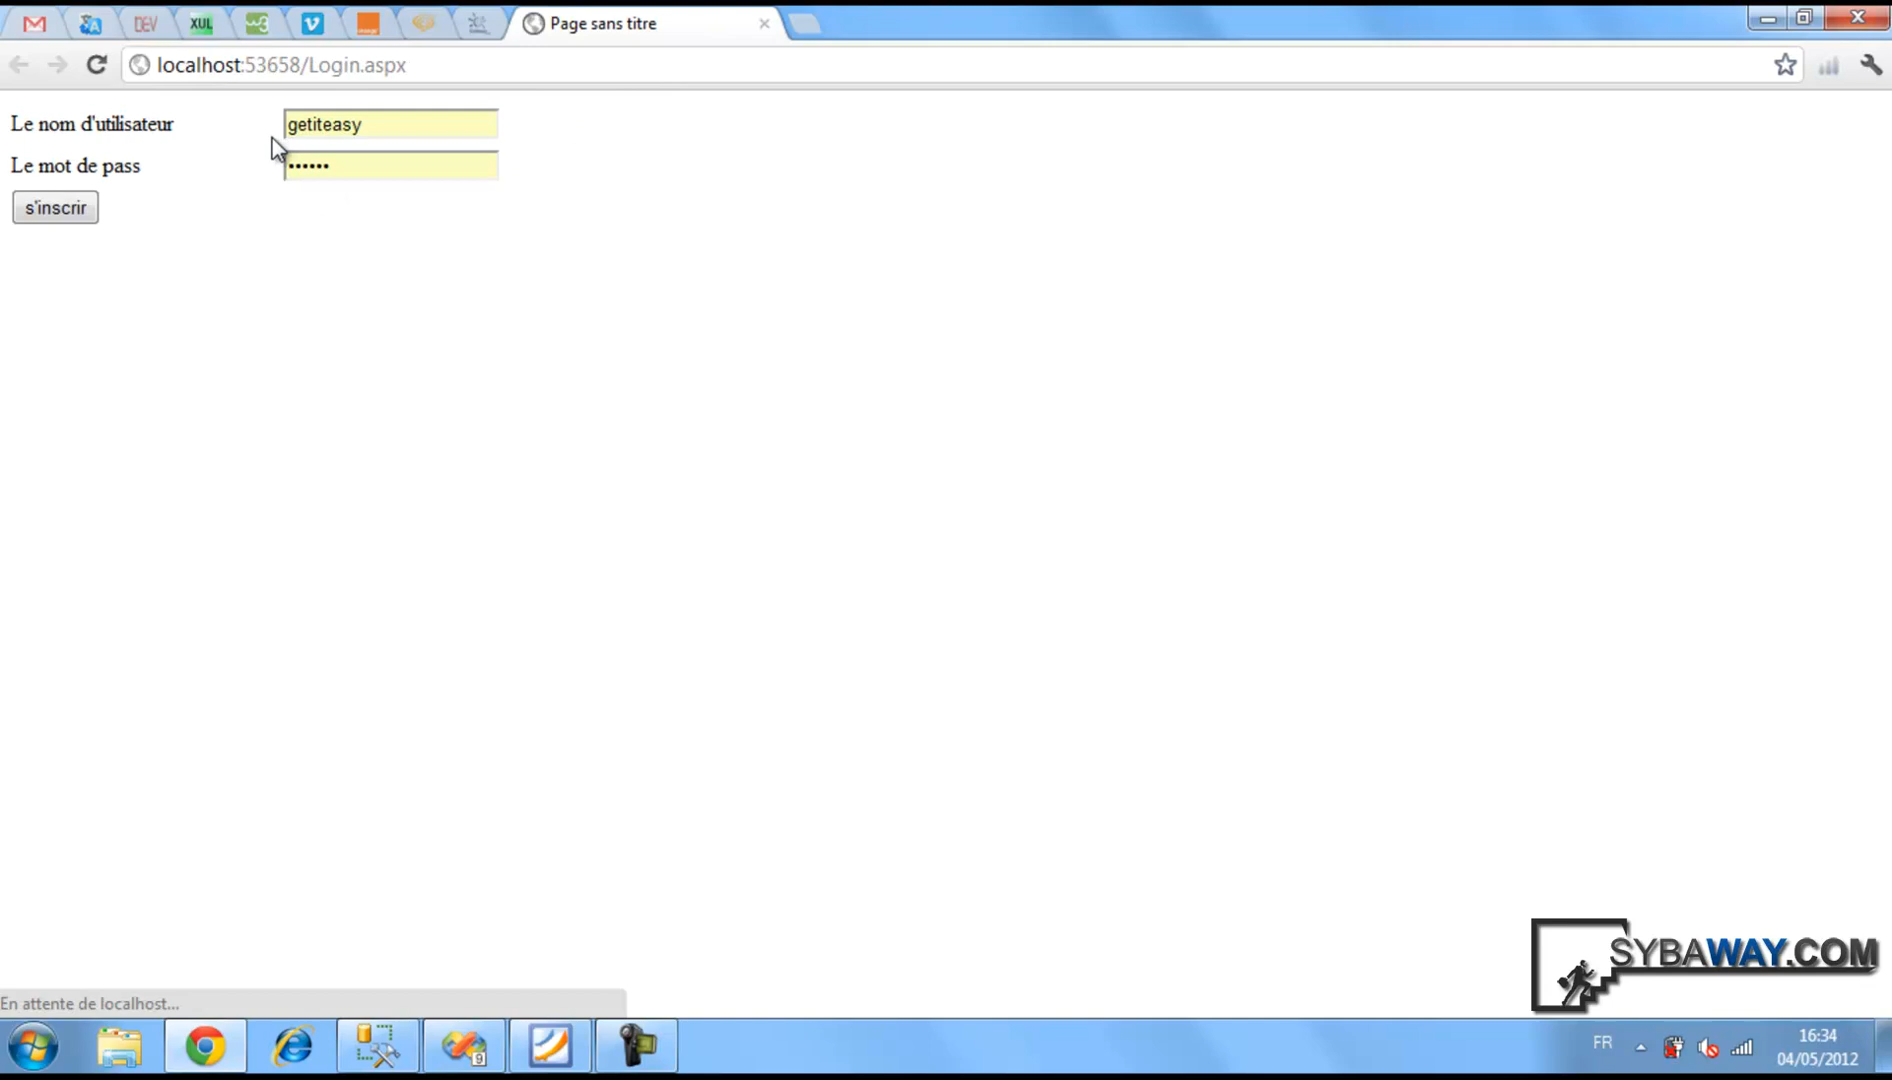 DEV
XUL
Page sans titre
localhost:53658/Login.aspx
Le nom d'utilisateur
getiteasy
Le mot de pass
••••••
s'inscrir
SYBAWAY.COM
En attente de localhost...
9
FR
16:34
04/05/2012